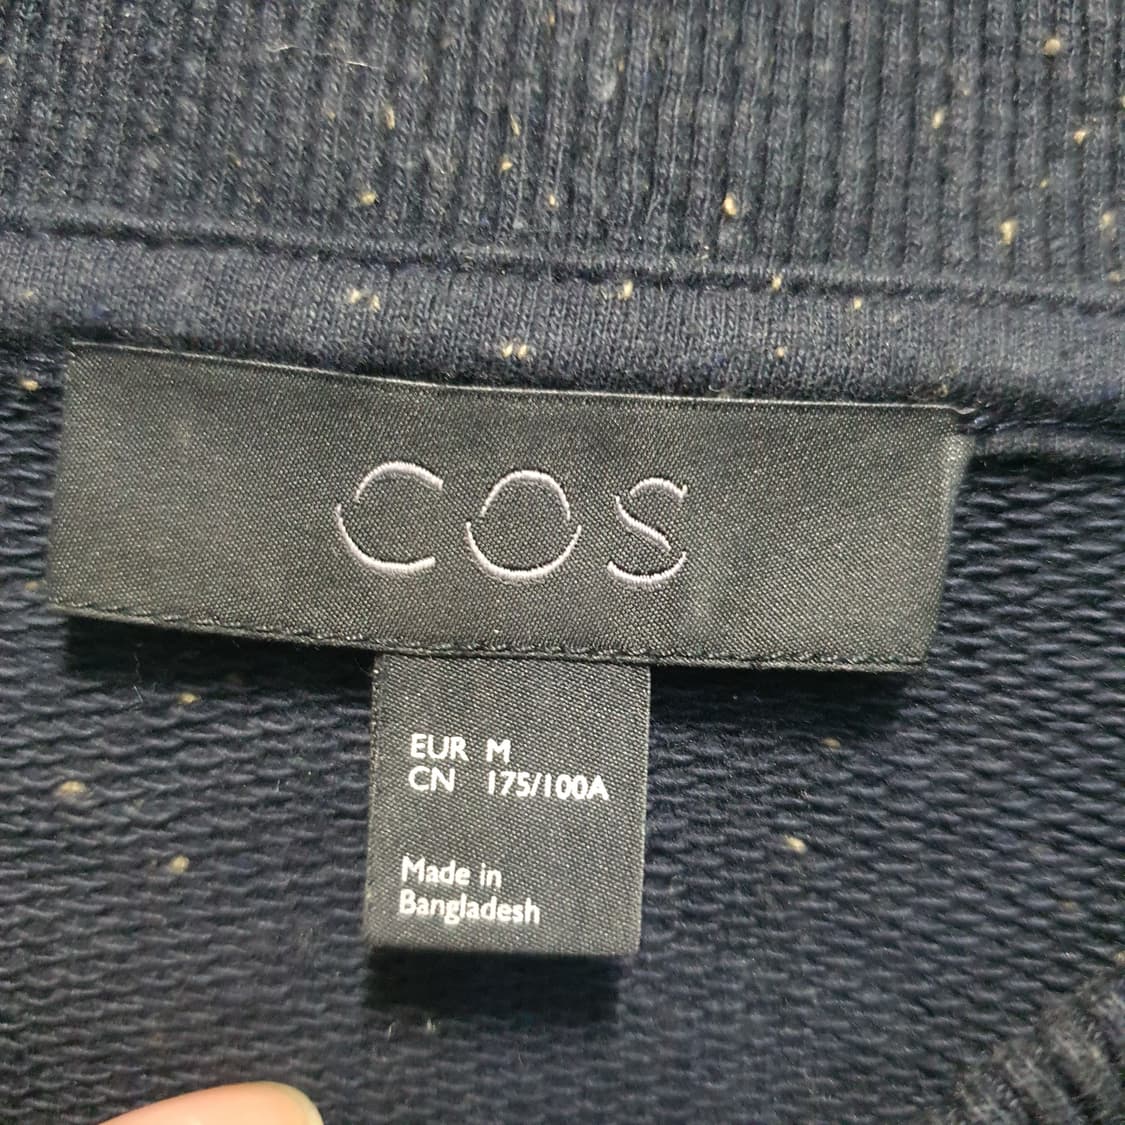 COS
EUR M
CN 175/100A
Made in
Bangladesh